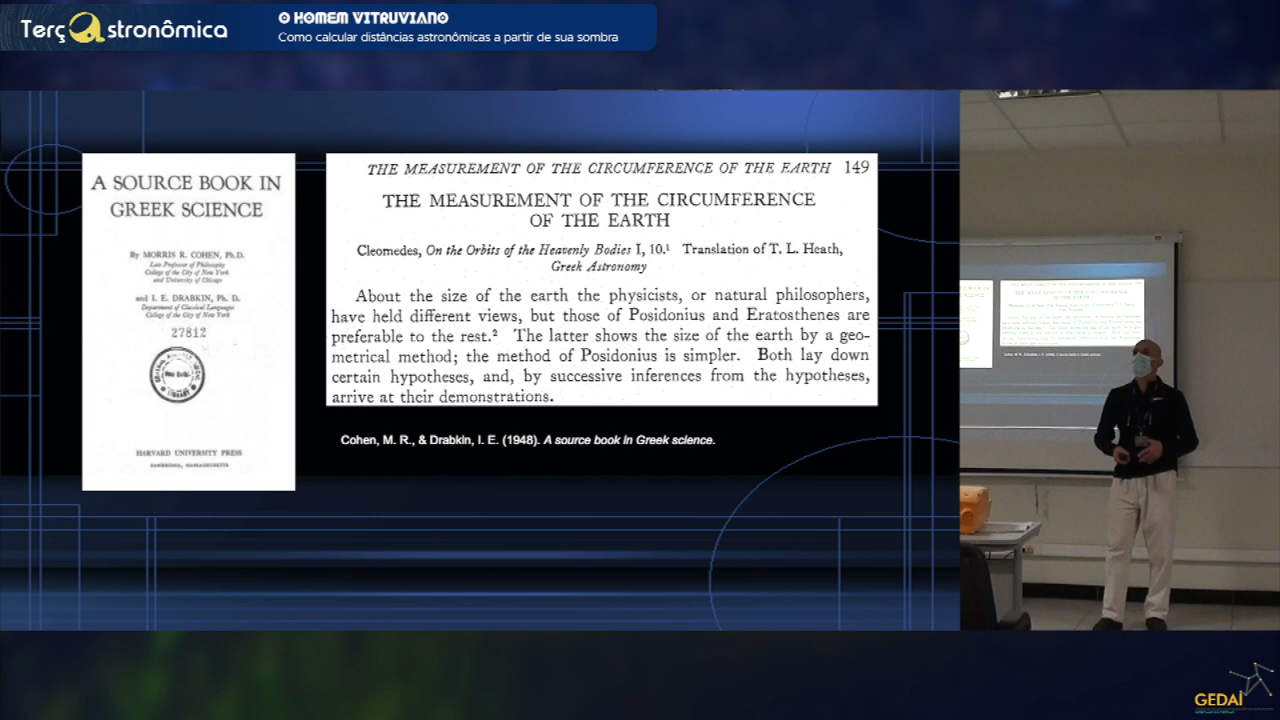 Terç stronômica
O HOMEM VITRUVIANO
Como calcular distâncias astronômicas a partir de sua sombra
A SOURCE BOOK IN
GREEK SCIENCE
By MORRIS R. COHEN, Ph.D.
Late Professor of Philosophy
College of the City of New York
and University of Chicago
and I. E. DRABKIN, Ph. D.
Department of Classical Languages
College of the City of New York
27812
HARVARD UNIVERSITY PRESS
CAMBRIDGE, MASSACHUSETTS
THE MEASUREMENT OF THE CIRCUMFERENCE OF THE EARTH 149
THE MEASUREMENT OF THE CIRCUMFERENCE
OF THE EARTH
Cleomedes, On the Orbits of the Heavenly Bodies I, 10.¹ Translation of T. L. Heath,
Greek Astronomy
About the size of the earth the physicists, or natural philosophers,
have held different views, but those of Posidonius and Eratosthenes are
preferable to the rest.² The latter shows the size of the earth by a geo-
metrical method; the method of Posidonius is simpler. Both lay down
certain hypotheses, and, by successive inferences from the hypotheses,
arrive at their demonstrations.
Cohen, M. R., & Drabkin, I. E. (1948). A source book in Greek science.
GEDAI